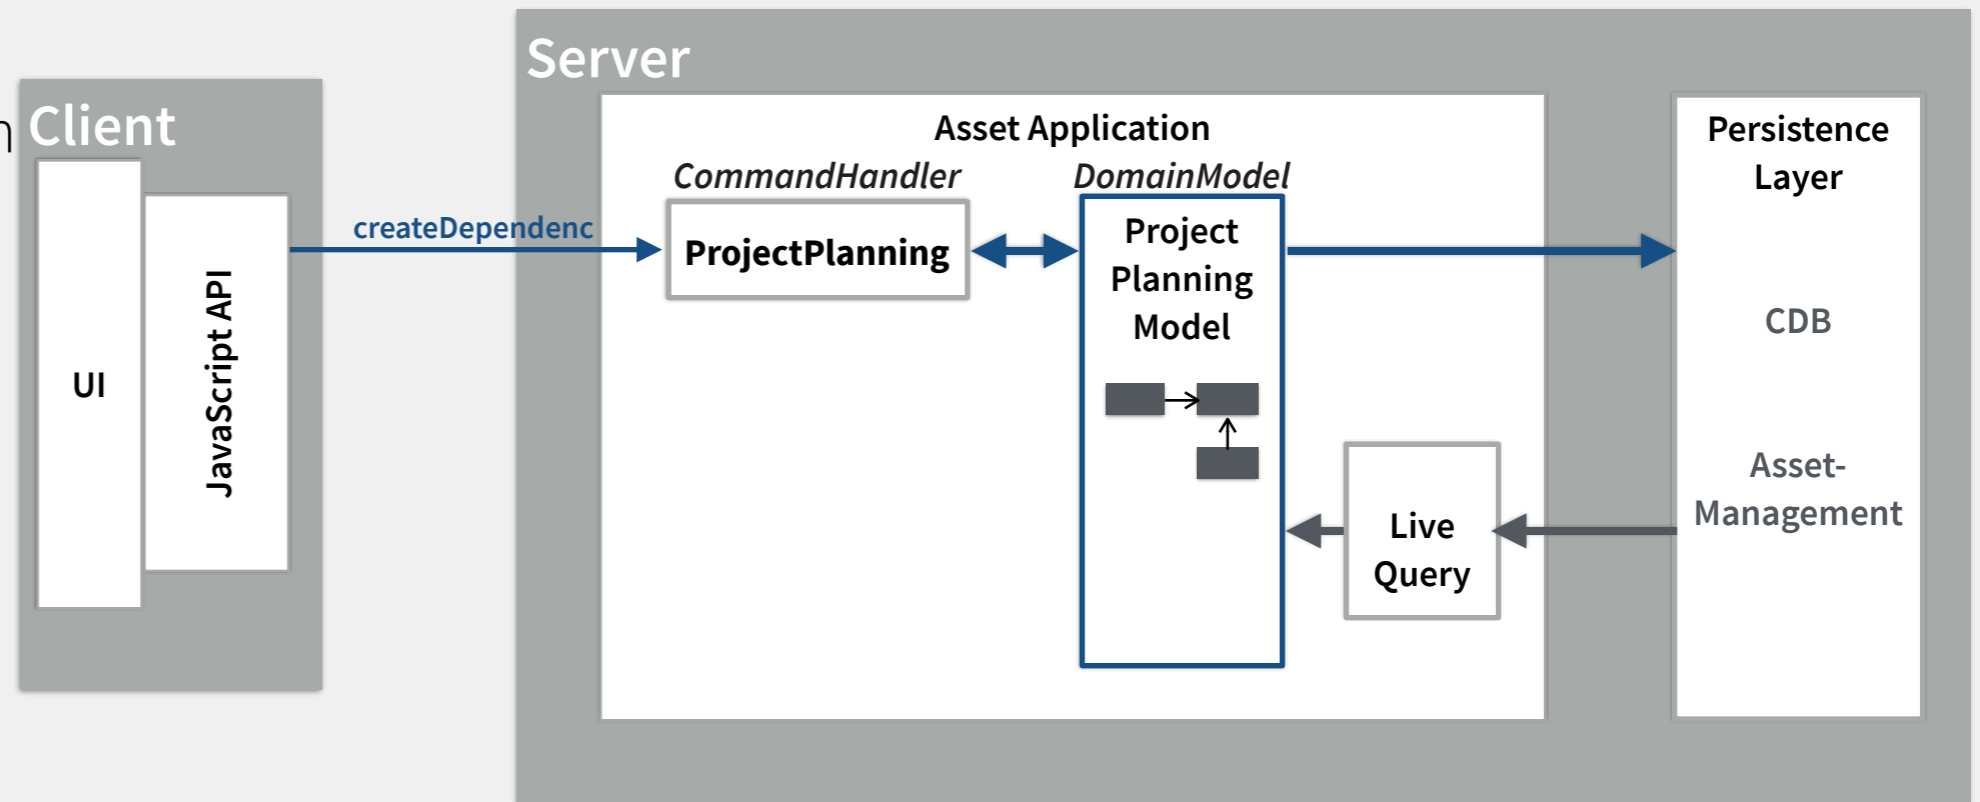 Client
UI
JavaScript API
createDependenc
Server
Asset Application
CommandHandler
ProjectPlanning
DomainModel
Project
Planning
Model
Live
Query
Persistence
Layer
CDB
Asset-
Management